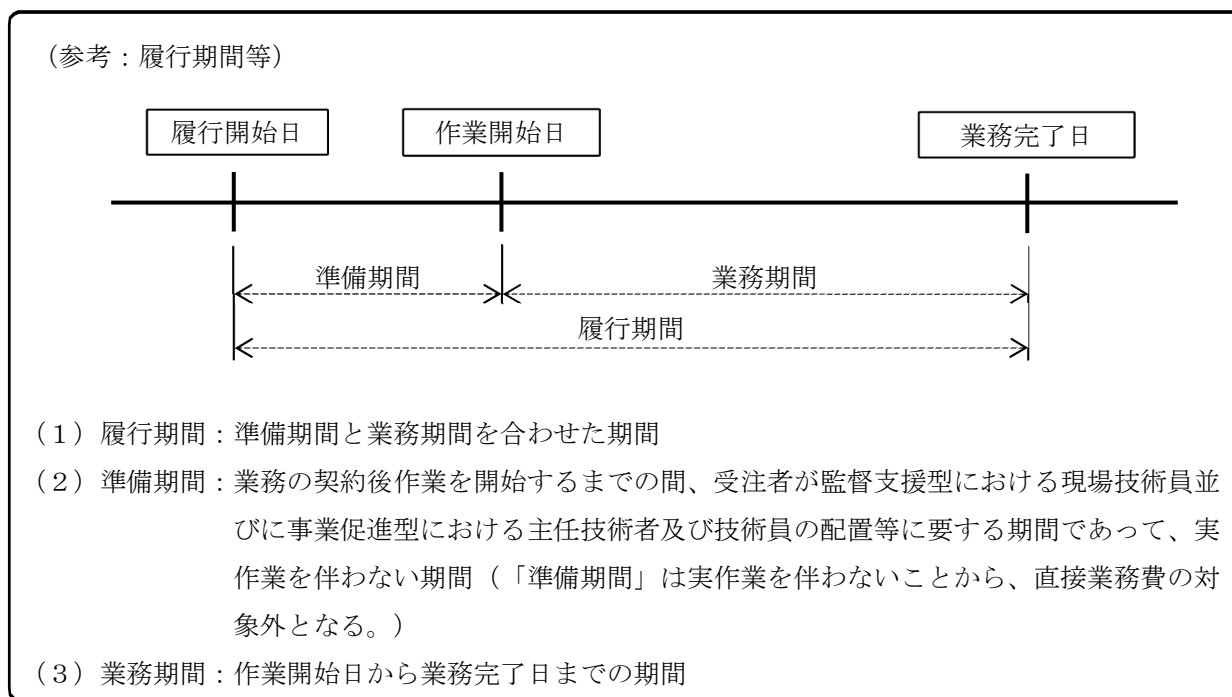 （参考：履行期間等）
履行開始日
作業開始日
業務完了日
準備期間
業務期間
履行期間
（１）履行期間：準備期間と業務期間を合わせた期間
（２）準備期間：業務の契約後作業を開始するまでの間、受注者が監督支援型における現場技術員並
びに事業促進型における主任技術者及び技術員の配置等に要する期間であって、実
作業を伴わない期間（「準備期間」は実作業を伴わないことから、直接業務費の対
象外となる。）
（３）業務期間：作業開始日から業務完了日までの期間